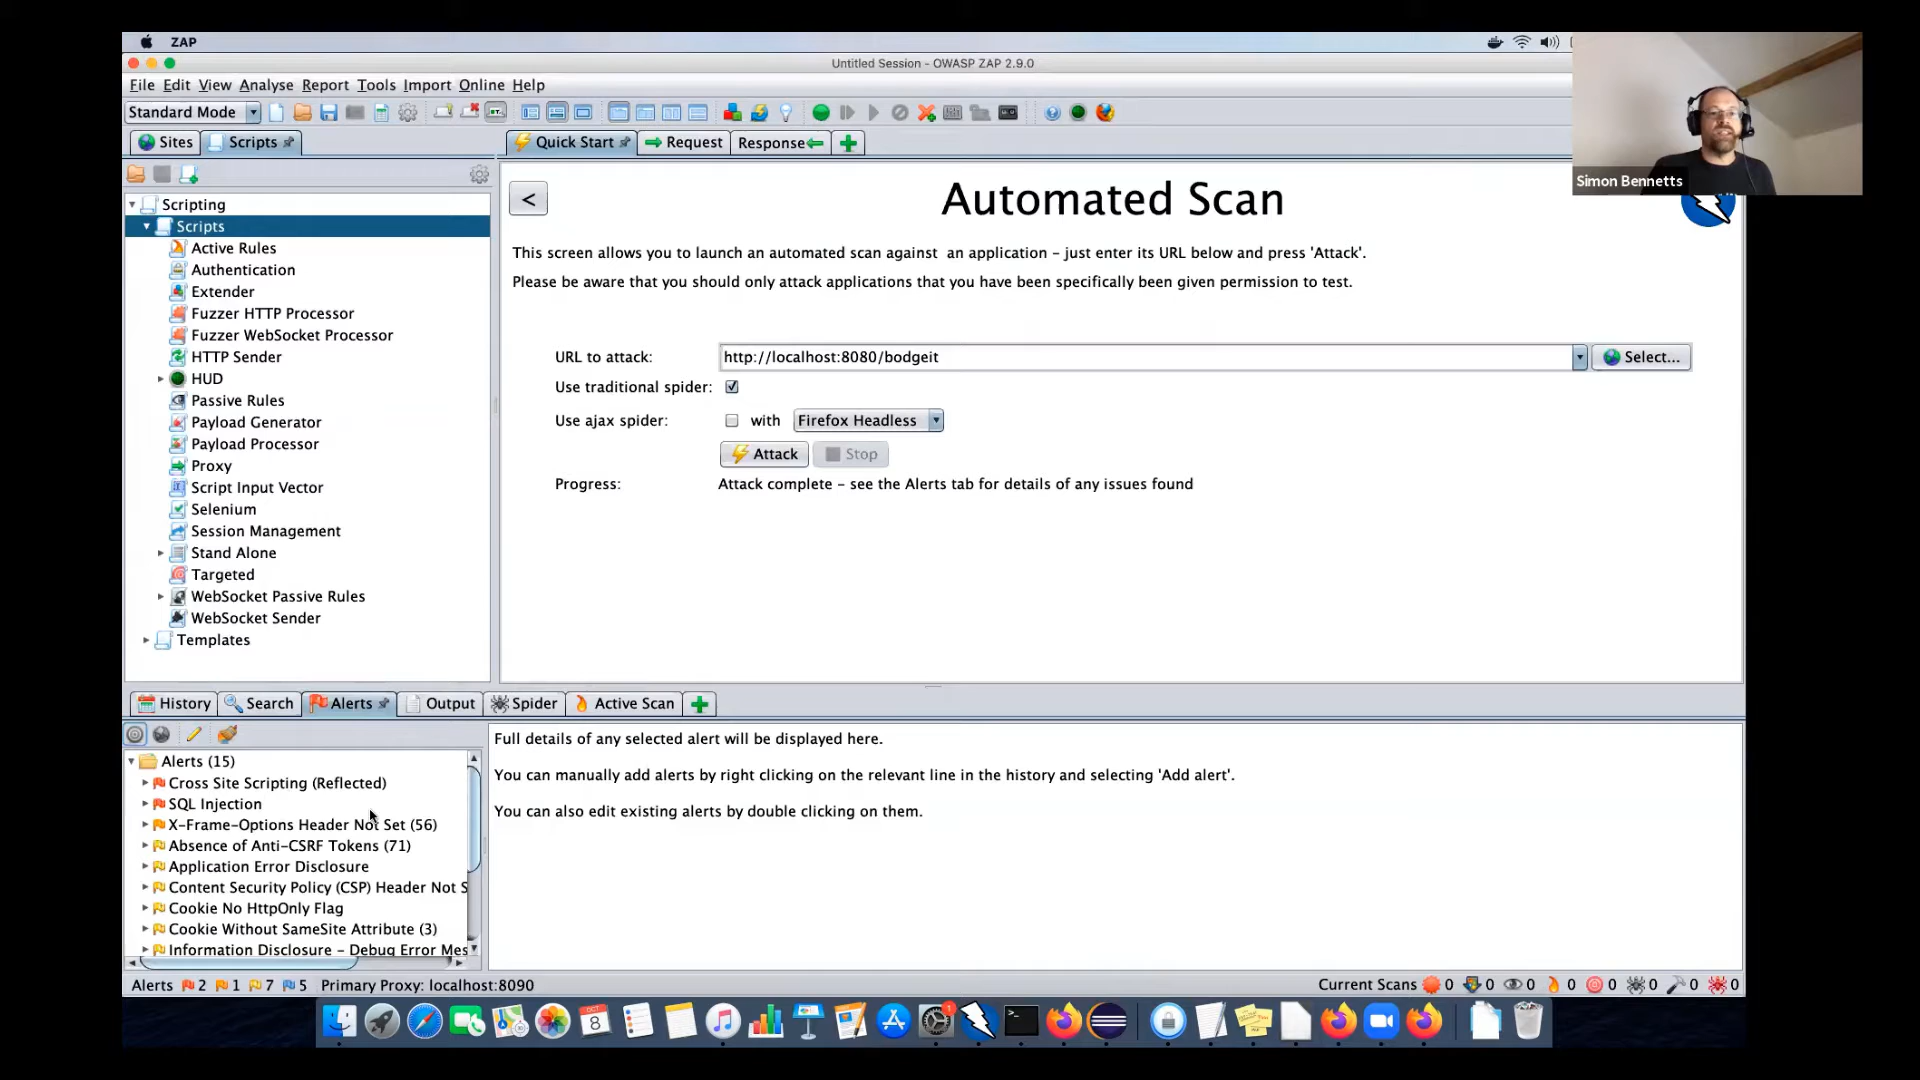 ZAP
Untitled Session - OWASP ZAP 2.9.0
File Edit View Analyse Report Tools Import Online Help
Standard Mode
Sites Scripts Quick Start Request Response
Simon Bennetts
<
Automated Scan
This screen allows you to launch an automated scan against an application - just enter its URL below and press 'Attack'.
Please be aware that you should only attack applications that you have been specifically been given permission to test.
URL to attack: http://localhost:8080/bodgeit Select...
Use traditional spider:
Use ajax spider: with Firefox Headless
Attack Stop
Progress: Attack complete - see the Alerts tab for details of any issues found
Scripting
Scripts
Active Rules
Authentication
Extender
Fuzzer HTTP Processor
Fuzzer WebSocket Processor
HTTP Sender
HUD
Passive Rules
Payload Generator
Payload Processor
Proxy
Script Input Vector
Selenium
Session Management
Stand Alone
Targeted
WebSocket Passive Rules
WebSocket Sender
Templates
History Search Alerts Output Spider Active Scan
Alerts (15)
Cross Site Scripting (Reflected)
SQL Injection
X-Frame-Options Header Not Set (56)
Absence of Anti-CSRF Tokens (71)
Application Error Disclosure
Content Security Policy (CSP) Header Not S
Cookie No HttpOnly Flag
Cookie Without SameSite Attribute (3)
Information Disclosure - Debug Error Mes
Full details of any selected alert will be displayed here.
You can manually add alerts by right clicking on the relevant line in the history and selecting 'Add alert'.
You can also edit existing alerts by double clicking on them.
Alerts 2 1 7 5 Primary Proxy: localhost:8090
Current Scans 0 0 0 0 0 0 0 0
OCT
8